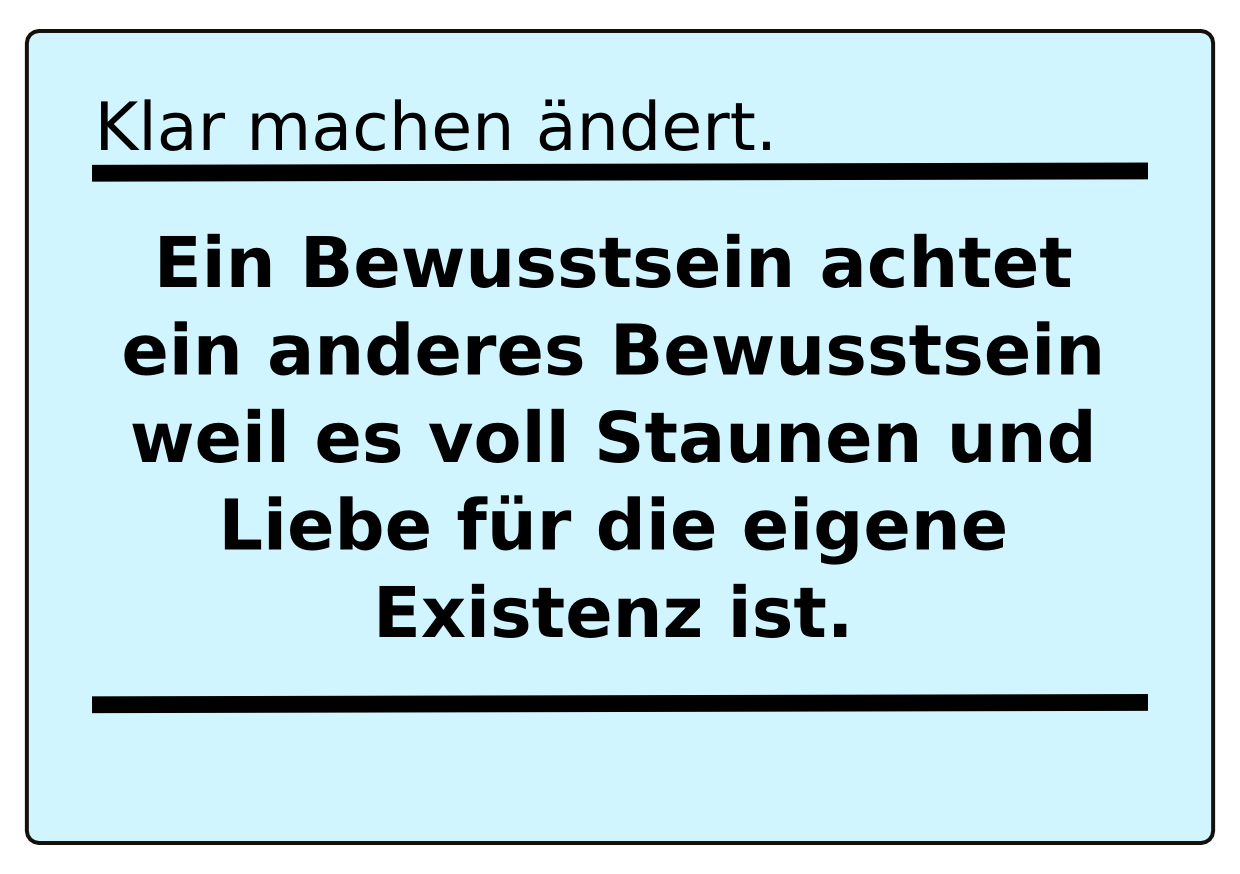 Klar machen ändert.
Ein Bewusstsein achtet
ein anderes Bewusstsein
weil es voll Staunen und
Liebe für die eigene
Existenz ist.